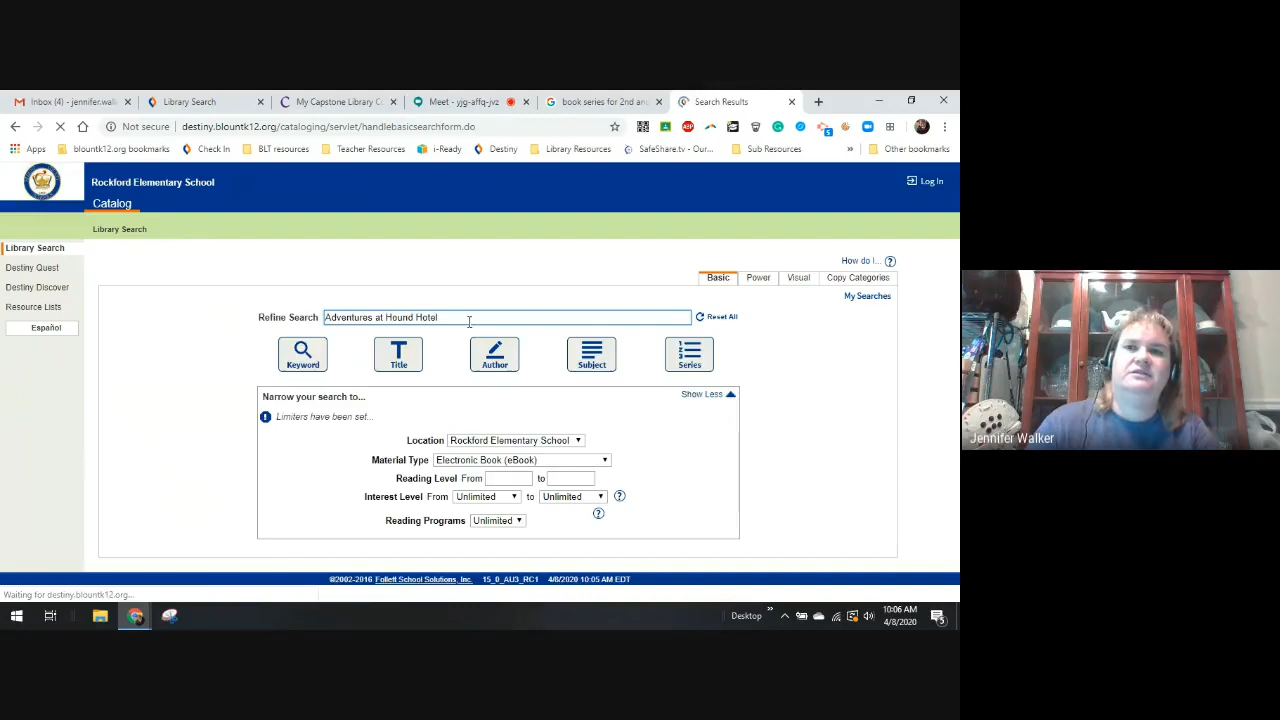 Inbox (4) - jennifer.wal
Library Search
My Capstone Library C
Meet - yjg-affq-jvz
book series for 2nd and
Search Results
Not secure
destiny.blountk12.org/cataloging/servlet/handlebasicsearchform.do
Apps
blountk12.org bookmarks
Check In
BLT resources
Teacher Resources
i-Ready
Destiny
Library Resources
SafeShare.tv - Our...
Sub Resources
»
Other bookmarks
Rockford Elementary School
Log In
Catalog
Library Search
Library Search
Destiny Quest
Destiny Discover
Resource Lists
Español
How do I...
Basic
Power
Visual
Copy Categories
My Searches
Refine Search
Adventures at Hound Hotel
Reset All
Keyword
Title
Author
Subject
Series
Narrow your search to...
Show Less
Limiters have been set...
Location
Rockford Elementary School
Material Type
Electronic Book (eBook)
Reading Level From to
Interest Level From Unlimited to Unlimited
Reading Programs Unlimited
©2002-2016 Follett School Solutions, Inc. 15_0_AU3_RC1 4/8/2020 10:05 AM EDT
Waiting for destiny.blountk12.org...
Desktop
10:06 AM
4/8/2020
Jennifer Walker